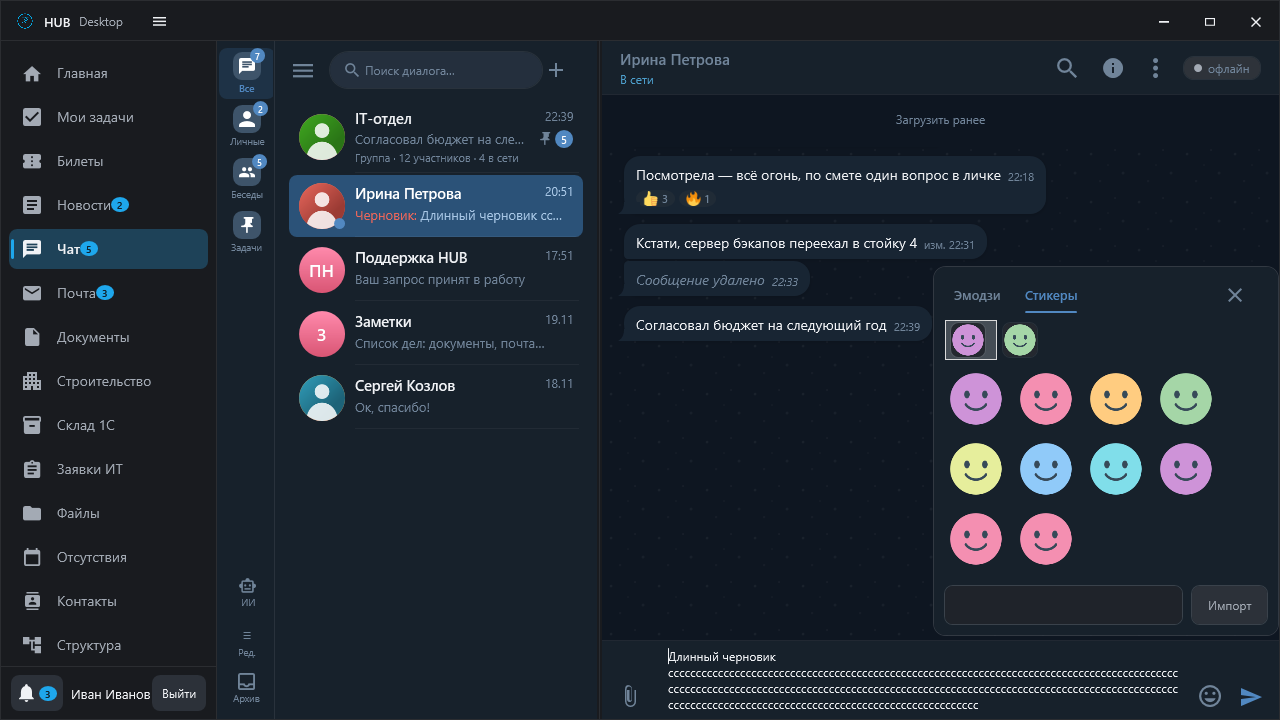 HUB Desktop
Главная
Мои задачи
Билеты
Новости 2
Чат 5
Почта 3
Документы
Строительство
Склад 1С
Заявки ИТ
Файлы
Отсутствия
Контакты
Структура
3 Иван Иванов Выйти
7
Все
2
Личные
5
Беседы
Задачи
ИИ
Ред.
Архив
Поиск диалога...
IT-отдел 22:39
Согласовал бюджет на сле... 5
Группа · 12 участников · 4 в сети
Ирина Петрова 20:51
Черновик: Длинный черновик сс...
ПН
Поддержка HUB 17:51
Ваш запрос принят в работу
З
Заметки 19.11
Список дел: документы, почта...
Сергей Козлов 18.11
Ок, спасибо!
Ирина Петрова
В сети
офлайн
Загрузить ранее
Посмотрела — всё огонь, по смете один вопрос в личке 22:18
👍 3 🔥 1
Кстати, сервер бэкапов переехал в стойку 4 изм. 22:31
Сообщение удалено 22:33
Согласовал бюджет на следующий год 22:39
Эмодзи Стикеры
Импорт
Длинный черновик